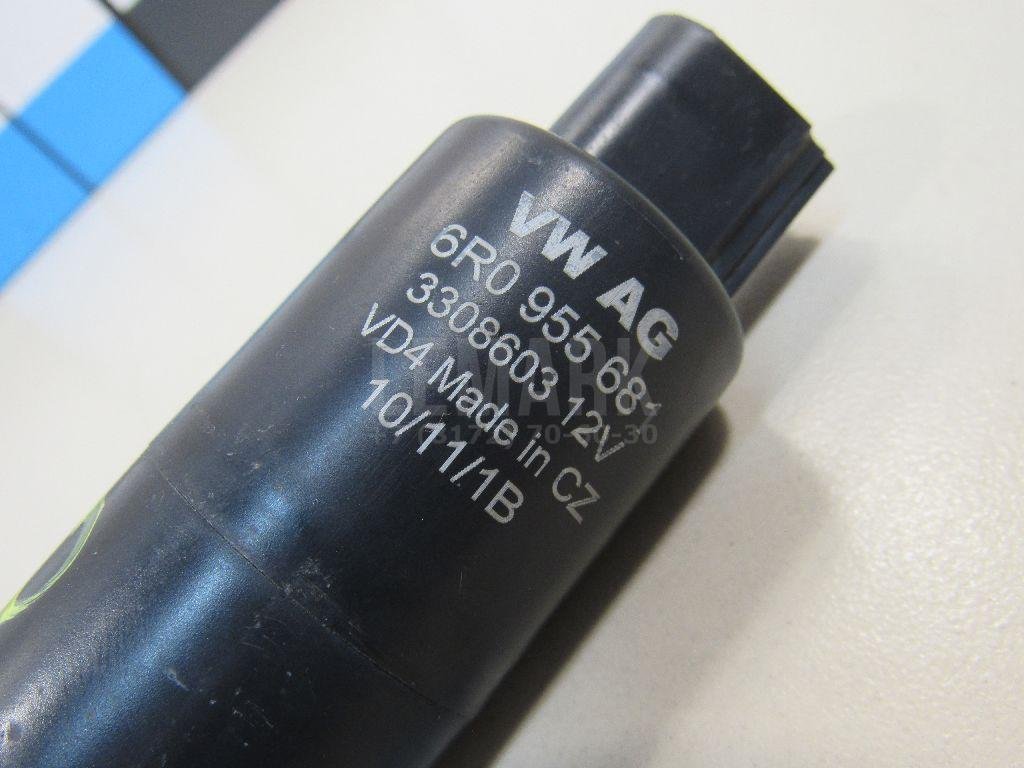 VW AG
6R0 955 681
3308603 12V
VD4 Made in CZ
10/11/1B